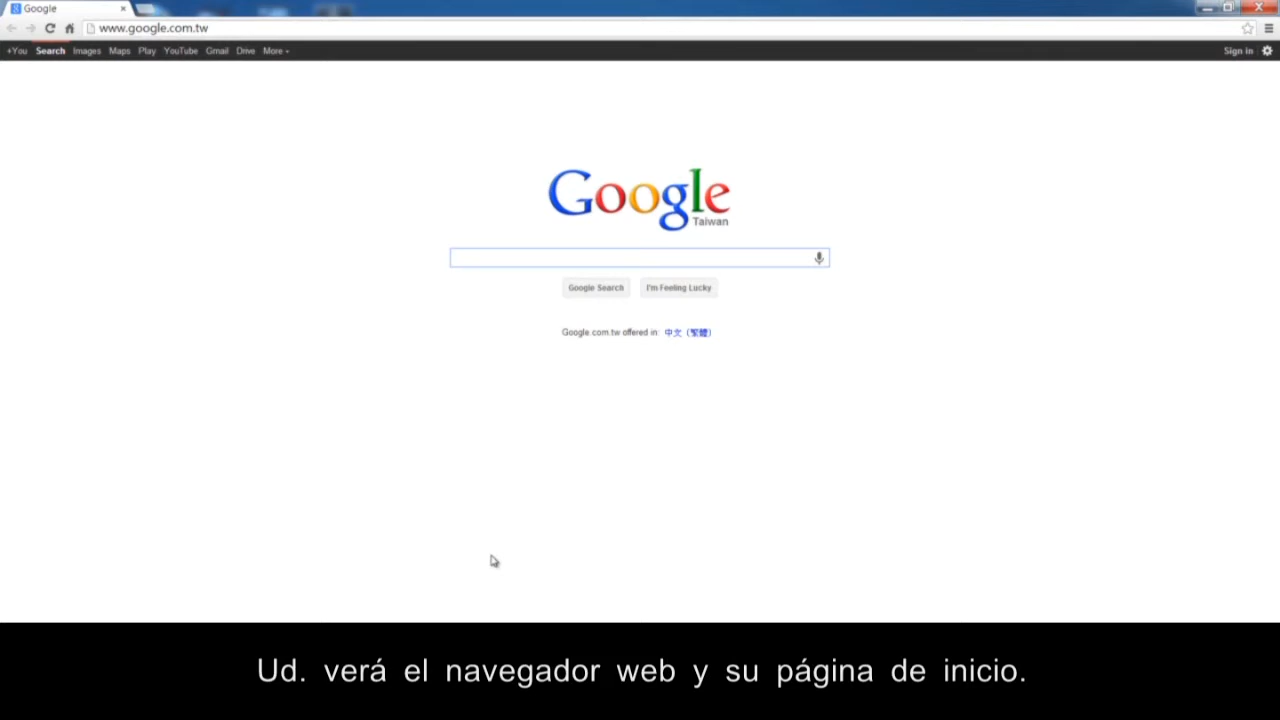 Google
www.google.com.tw
+You Search Images Maps Play YouTube Gmail Drive More Sign in
Google
Taiwan
Google Search I'm Feeling Lucky
Google.com.tw offered in: 中文 (繁體)
Ud. verá el navegador web y su página de inicio.